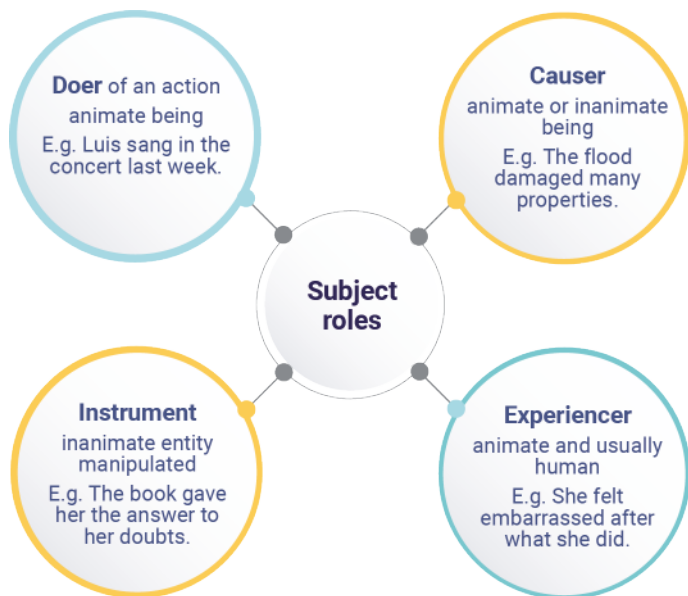 Doer of an action
animate being
E.g. Luis sang in the
concert last week.
Causer
animate or inanimate
being
E.g. The flood
damaged many
properties.
Subject
roles
Instrument
inanimate entity
manipulated
E.g. The book gave
her the answer to
her doubts.
Experiencer
animate and usually
human
E.g. She felt
embarrassed after
what she did.